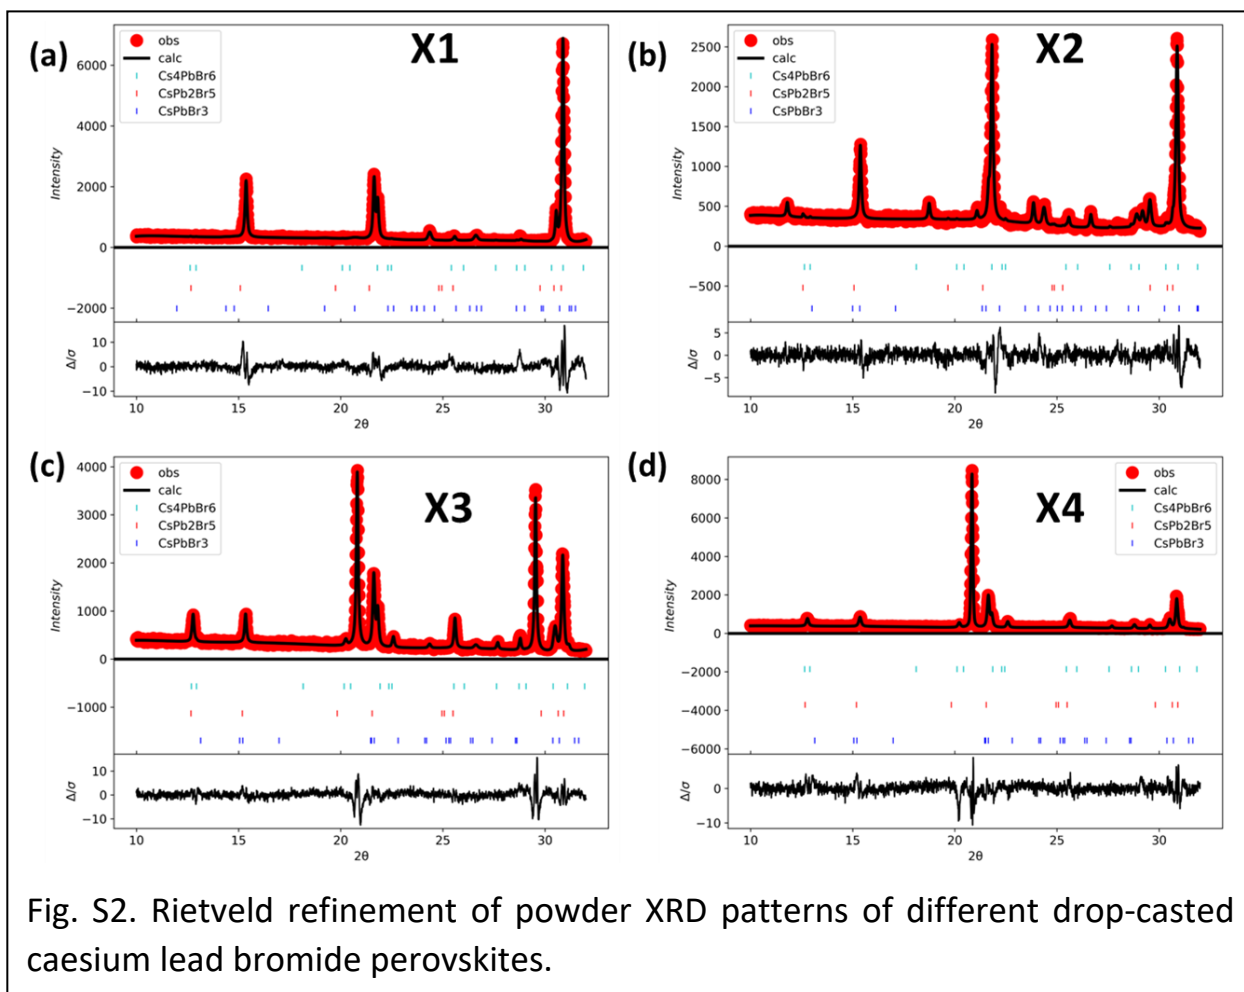 (a)
X1
obs
calc
Cs4PbBr6
CsPb2Br5
CsPbBr3
Intensity
6000
4000
2000
0
−2000
Δ/σ
10
0
−10
10 15 20 25 30
2θ
(b)
X2
obs
calc
Cs4PbBr6
CsPb2Br5
CsPbBr3
Intensity
2500
2000
1500
1000
500
0
−500
Δ/σ
5
0
−5
10 15 20 25 30
2θ
(c)
X3
obs
calc
Cs4PbBr6
CsPb2Br5
CsPbBr3
Intensity
4000
3000
2000
1000
0
−1000
Δ/σ
10
0
−10
10 15 20 25 30
2θ
(d)
X4
obs
calc
Cs4PbBr6
CsPb2Br5
CsPbBr3
Intensity
8000
6000
4000
2000
0
−2000
−4000
−6000
Δ/σ
0
−10
10 15 20 25 30
2θ
Fig. S2. Rietveld refinement of powder XRD patterns of different drop-casted
caesium lead bromide perovskites.